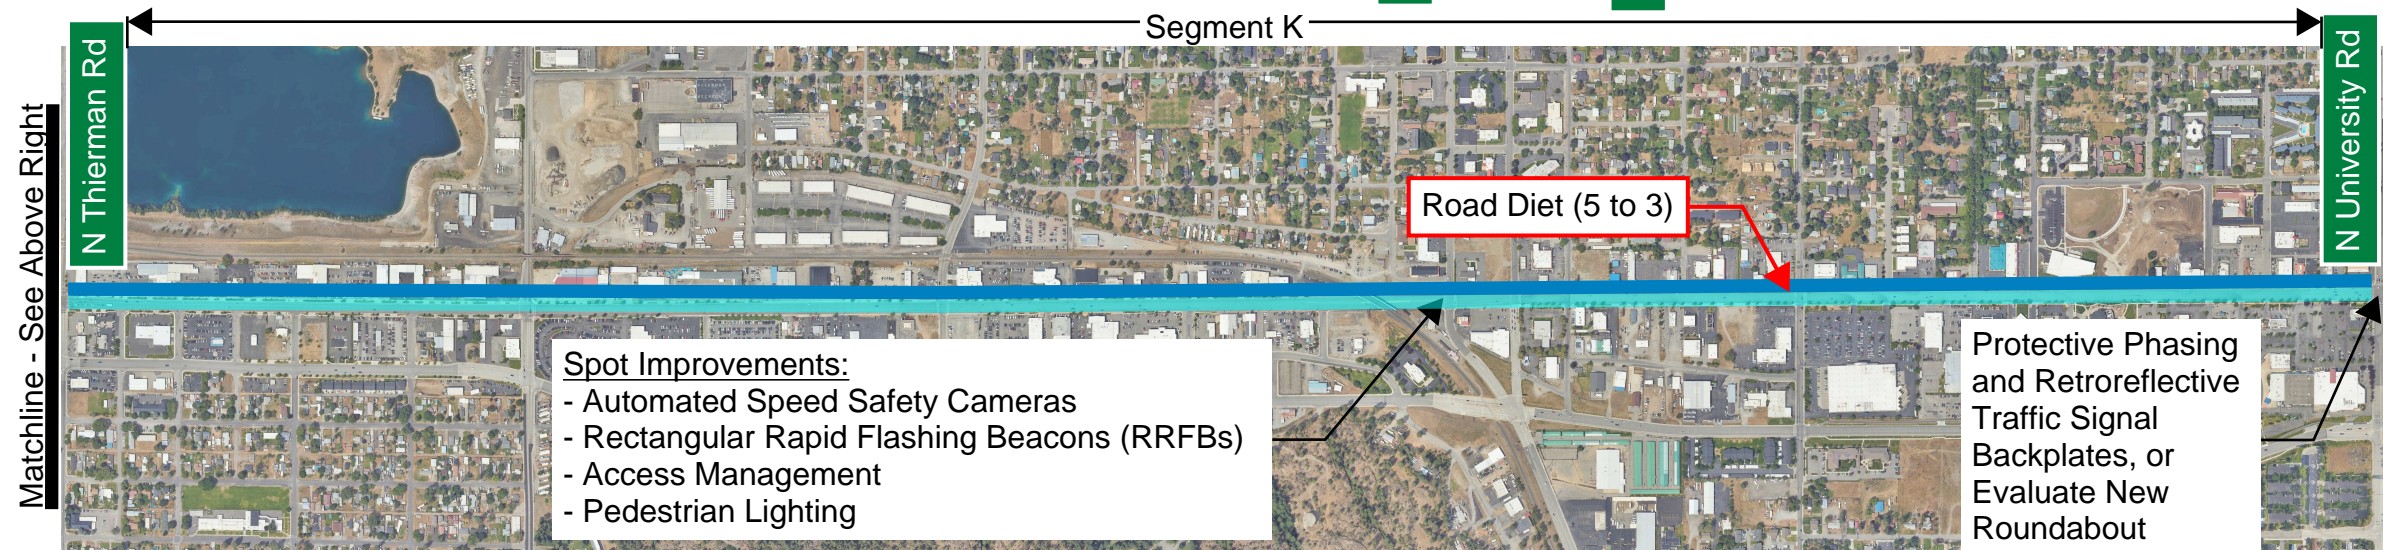 Segment K
N Thierman Rd
N University Rd
Matchline - See Above Right
Road Diet (5 to 3)
Spot Improvements:
- Automated Speed Safety Cameras
- Rectangular Rapid Flashing Beacons (RRFBs)
- Access Management
- Pedestrian Lighting
Protective Phasing
and Retroreflective
Traffic Signal
Backplates, or
Evaluate New
Roundabout